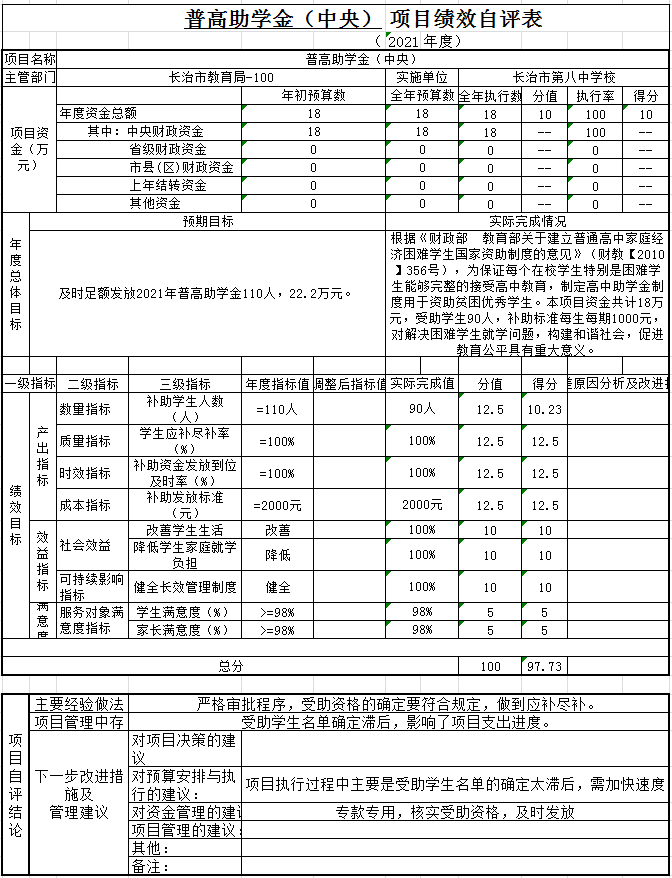 普高助学金（中央） 项目绩效自评表
（ 2021 年度）
项目名称 普高助学金（中央）
主管部门 长治市教育局-100 实施单位 长治市第八中学校
项目资金（万元） 年初预算数 全年预算数 全年执行数 分值 执行率 得分
年度资金总额 18 18 18 10 100 10
其中：中央财政资金 18 18 18 -- 100 --
省级财政资金 0 0 0 -- 0 --
市县(区)财政资金 0 0 0 -- 0 --
上年结转资金 0 0 0 -- 0 --
其他资金 0 0 0 -- 0 --
年度总体目标 预期目标 实际完成情况
及时足额发放2021年普高助学金110人，22.2万元。
根据《财政部　教育部关于建立普通高中家庭经
济困难学生国家资助制度的意见》（财教【2010
】356号），为保证每个在校学生特别是困难学
生能够完整的接受高中教育，制定高中助学金制
度用于资助贫困优秀学生。本项目资金共计18万
元，受助学生90人，补助标准每生每期1000元，
对解决困难学生就学问题，构建和谐社会，促进
教育公平具有重大意义。
一级指标 二级指标 三级指标 年度指标值 调整后指标值 实际完成值 分值 得分 差原因分析及改进措
绩效目标
产出指标
数量指标 补助学生人数（人） =110人 90人 12.5 10.23
质量指标 学生应补尽补率（%） =100% 100% 12.5 12.5
时效指标 补助资金发放到位及时率（%） =100% 100% 12.5 12.5
成本指标 补助发放标准（元） =2000元 2000元 12.5 12.5
效益指标
社会效益 改善学生生活 改善 100% 10 10
降低学生家庭就学负担 降低 100% 10 10
可持续影响指标 健全长效管理制度 健全 100% 10 10
满意度
服务对象满意度指标 学生满意度（%） >=98% 98% 5 5
家长满意度（%） >=98% 98% 5 5
总分 100 97.73
项目自评结论
主要经验做法 严格审批程序，受助资格的确定要符合规定，做到应补尽补。
项目管理中存 受助学生名单确定滞后，影响了项目支出进度。
下一步改进措施及
管理建议
对项目决策的建议
对预算安排与执行的建议： 项目执行过程中主要是受助学生名单的确定太滞后，需加快速度
对资金管理的建议 专款专用，核实受助资格，及时发放
项目管理的建议：
其他：
备注：